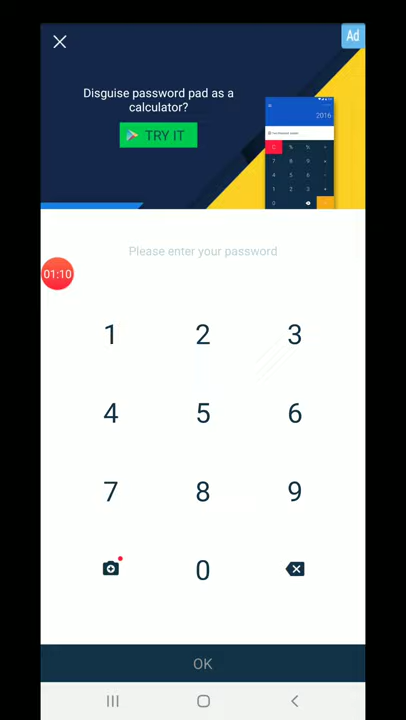 Ad
Disguise password pad as a
calculator?
TRY IT
2016
Please enter your password
01:10
1 2 3
4 5 6
7 8 9
0
OK